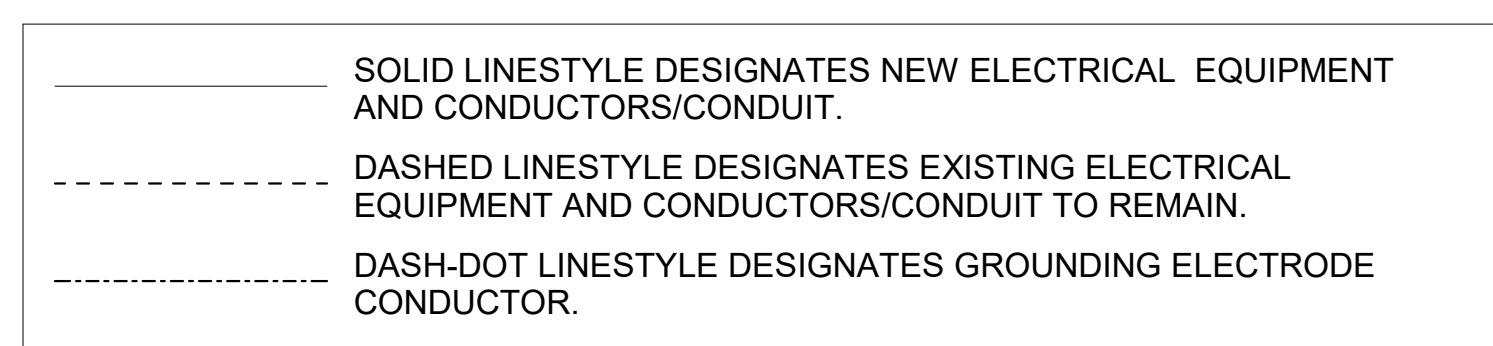 SOLID LINESTYLE DESIGNATES NEW ELECTRICAL EQUIPMENT
AND CONDUCTORS/CONDUIT.
DASHED LINESTYLE DESIGNATES EXISTING ELECTRICAL
EQUIPMENT AND CONDUCTORS/CONDUIT TO REMAIN.
DASH-DOT LINESTYLE DESIGNATES GROUNDING ELECTRODE
CONDUCTOR.